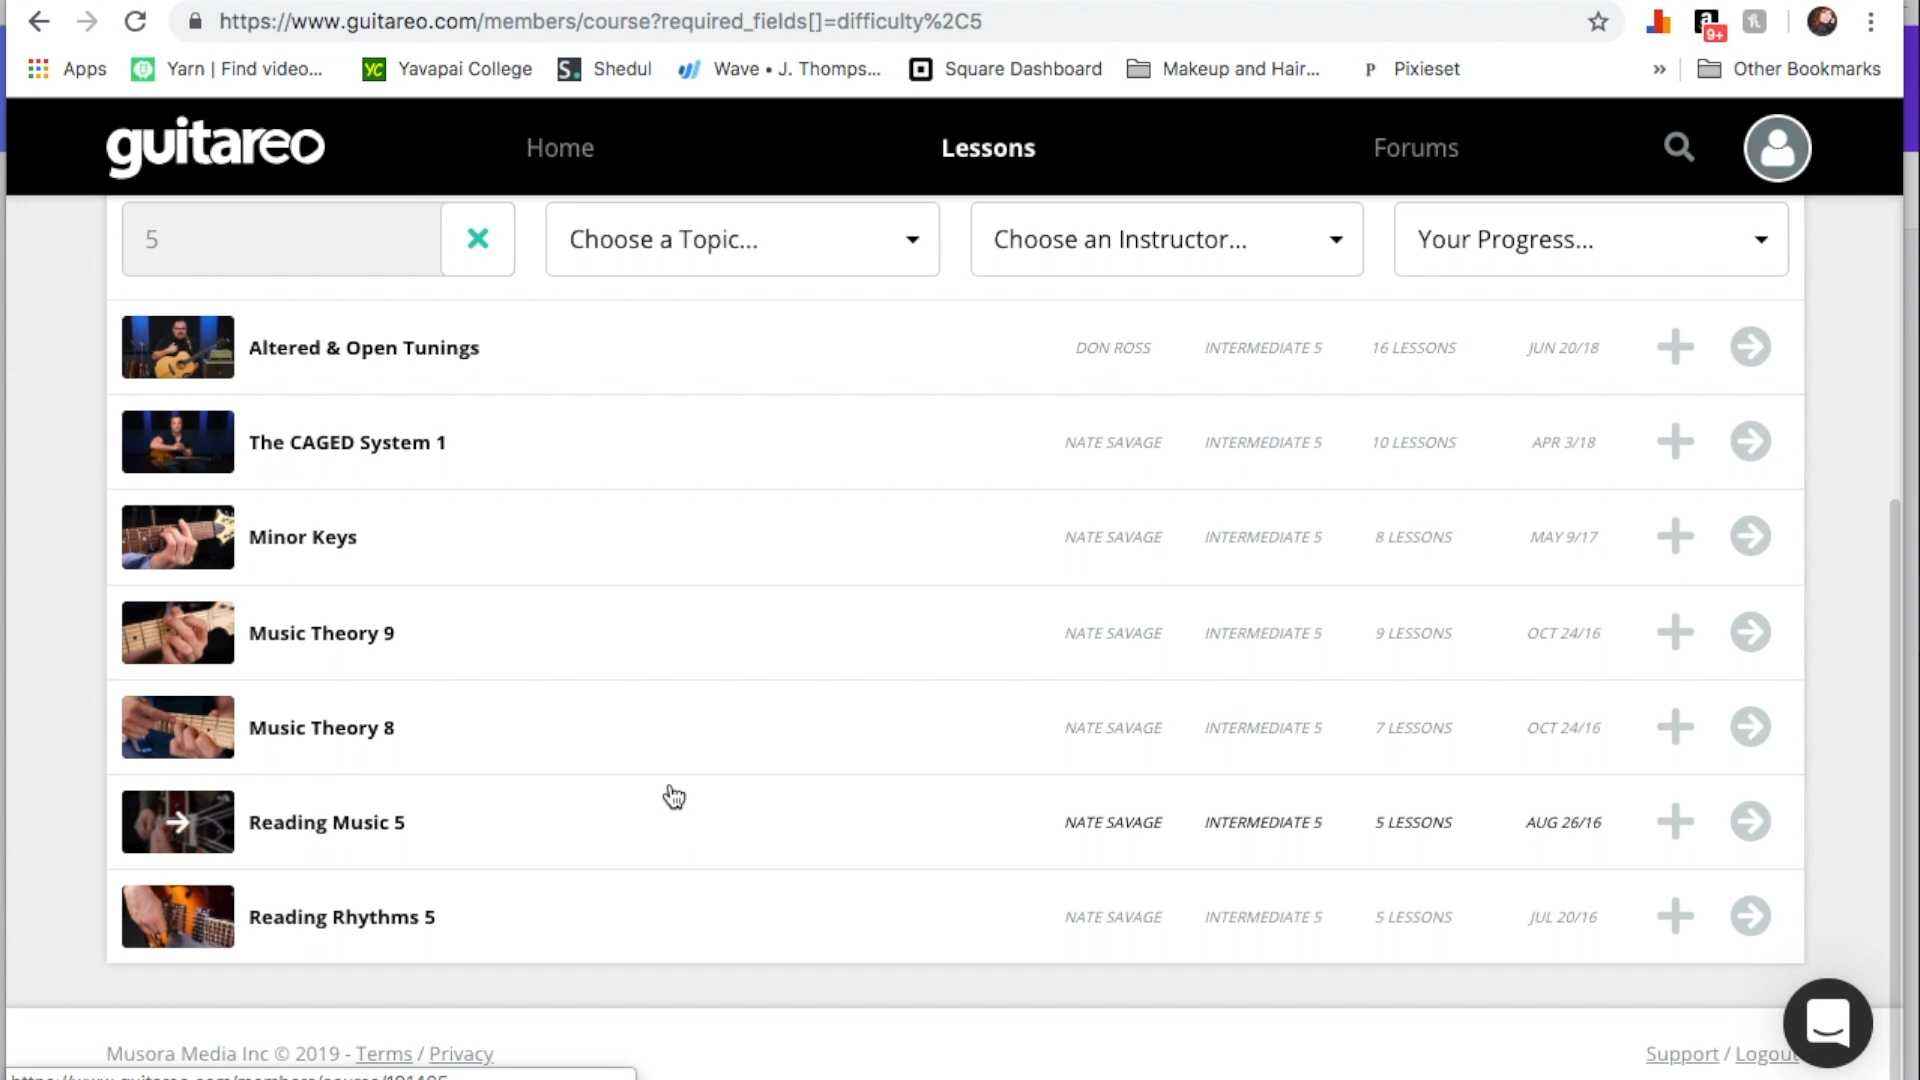 https://www.guitareo.com/members/course?required_fields[]=difficulty%2C5
9+
Apps
Yarn | Find video...
YC Yavapai College
S. Shedul
Wave • J. Thomps...
Square Dashboard
Makeup and Hair...
P Pixieset
»
Other Bookmarks
guitareo
Home
Lessons
Forums
5
Choose a Topic...
Choose an Instructor...
Your Progress...
Altered & Open Tunings DON ROSS INTERMEDIATE 5 16 LESSONS JUN 20/18
The CAGED System 1 NATE SAVAGE INTERMEDIATE 5 10 LESSONS APR 3/18
Minor Keys NATE SAVAGE INTERMEDIATE 5 8 LESSONS MAY 9/17
Music Theory 9 NATE SAVAGE INTERMEDIATE 5 9 LESSONS OCT 24/16
Music Theory 8 NATE SAVAGE INTERMEDIATE 5 7 LESSONS OCT 24/16
Reading Music 5 NATE SAVAGE INTERMEDIATE 5 5 LESSONS AUG 26/16
Reading Rhythms 5 NATE SAVAGE INTERMEDIATE 5 5 LESSONS JUL 20/16
Musora Media Inc © 2019 - Terms / Privacy
Support / Logout